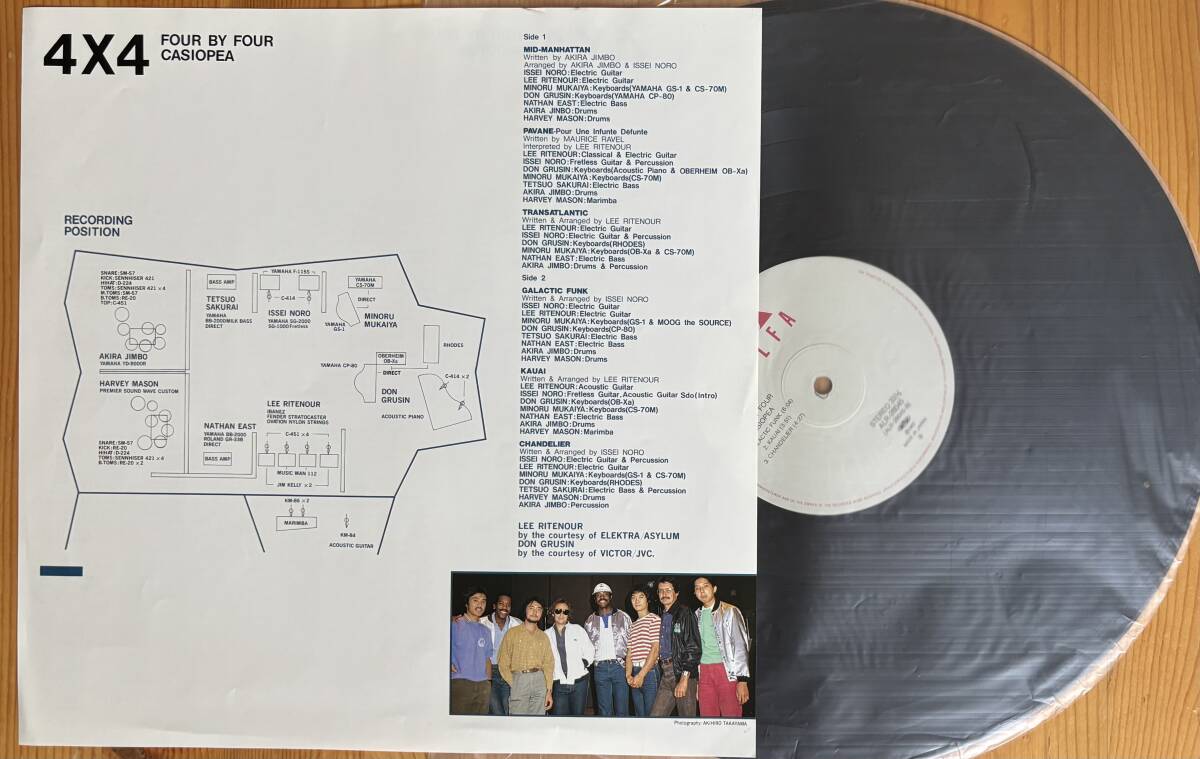 4X4 FOUR BY FOUR
CASIOPEA
RECORDING
POSITION
SNARE:SM-57
KICK:SENNHISER 421
HIHAT:D-224
TOMS:SENNHISER 421 × 4
M.TOMS:SM-57
B.TOMS:RE-20
TOP:C-451
AKIRA JIMBO
YAMAHA YD-9000R
HARVEY MASON
PREMIER SOUND WAVE CUSTOM
SNARE:SM-57
KICK:RE-20
HIHAT:D-224
TOMS:SENNHISER 421 × 4
B.TOMS:RE-20 × 2
BASS AMP
TETSUO
SAKURAI
YAMAHA
BB-2000MILK BASS
DIRECT
YAMAHA F-115S
C-414
ISSEI NORO
YAMAHA SG-2000
SG-1000Fretless
YAMAHA
CS-70M
DIRECT
YAMAHA
GS-1
MINORU
MUKAIYA
RHODES
OBERHEIM
OB-Xa
YAMAHA CP-80
DIRECT
DON
GRUSIN
C-414 × 2
ACOUSTIC PIANO
LEE RITENOUR
IBANEZ
FENDER STRATOCASTER
OVATION NYLON STRINGS
C-451 × 4
MUSIC MAN 112
JIM KELLY × 2
NATHAN EAST
YAMAHA BB-2000
ROLAND GR-33B
DIRECT
BASS AMP
KM-86 × 2
MARIMBA
KM-84
ACOUSTIC GUITAR
Side 1
MID-MANHATTAN
Written by AKIRA JIMBO
Arranged by AKIRA JIMBO & ISSEI NORO
ISSEI NORO:Electric Guitar
LEE RITENOUR:Electric Guitar
MINORU MUKAIYA:Keyboards(YAMAHA GS-1 & CS-70M)
DON GRUSIN:Keyboards(YAMAHA CP-80)
NATHAN EAST:Electric Bass
AKIRA JINBO:Drums
HARVEY MASON:Drums
PAVANE-Pour Une Infunte Défunte
Written by MAURICE RAVEL
Interpreted by LEE RITENOUR
LEE RITENOUR:Classical & Electric Guitar
ISSEI NORO:Fretless Guitar & Percussion
DON GRUSIN:Keyboards(Acoustic Piano & OBERHEIM OB-Xa)
MINORU MUKAIYA:Keyboards(CS-70M)
TETSUO SAKURAI:Electric Bass
AKIRA JIMBO:Drums
HARVEY MASON:Marimba
TRANSATLANTIC
Written & Arranged by LEE RITENOUR
LEE RITENOUR:Electric Guitar
ISSEI NORO:Electric Guitar & Percussion
DON GRUSIN:Keyboards(RHODES)
MINORU MUKAIYA:Keyboards(OB-Xa & CS-70M)
NATHAN EAST:Electric Bass
AKIRA JIMBO:Drums & Percussion
Side 2
GALACTIC FUNK
Written & Arranged by ISSEI NORO
ISSEI NORO:Electric Guitar
LEE RITENOUR:Electric Guitar
MINORU MUKAIYA:Keyboards(GS-1 & MOOG the SOURCE)
DON GRUSIN:Keyboards(CP-80)
TETSUO SAKURAI:Electric Bass
NATHAN EAST:Electric Bass
AKIRA JIMBO:Drums
HARVEY MASON:Drums
KAUAI
Written & Arranged by LEE RITENOUR
LEE RITENOUR:Acoustic Guitar
ISSEI NORO:Fretless Guitar,Acoustic Guitar Sdo(Intro)
DON GRUSIN:Keyboards(OB-Xa)
MINORU MUKAIYA:Keyboards(CS-70M)
NATHAN EAST:Electric Bass
AKIRA JIMBO:Drums
HARVEY MASON:Marimba
CHANDELIER
Written & Arranged by ISSEI NORO
ISSEI NORO:Electric Guitar & Percussion
LEE RITENOUR:Electric Guitar
MINORU MUKAIYA:Keyboards(GS-1 & CS-70M)
DON GRUSIN:Keyboards(RHODES)
TETSUO SAKURAI:Electric Bass & Percussion
HARVEY MASON:Drums
AKIRA JIMBO:Percussion
LEE RITENOUR
by the courtesy of ELEKTRA/ASYLUM
DON GRUSIN
by the courtesy of VICTOR/JVC.
Photography: AKIHIRO TAKAYAMA
LFA
2. KAUAI
3. CHANDELIER (4:27)